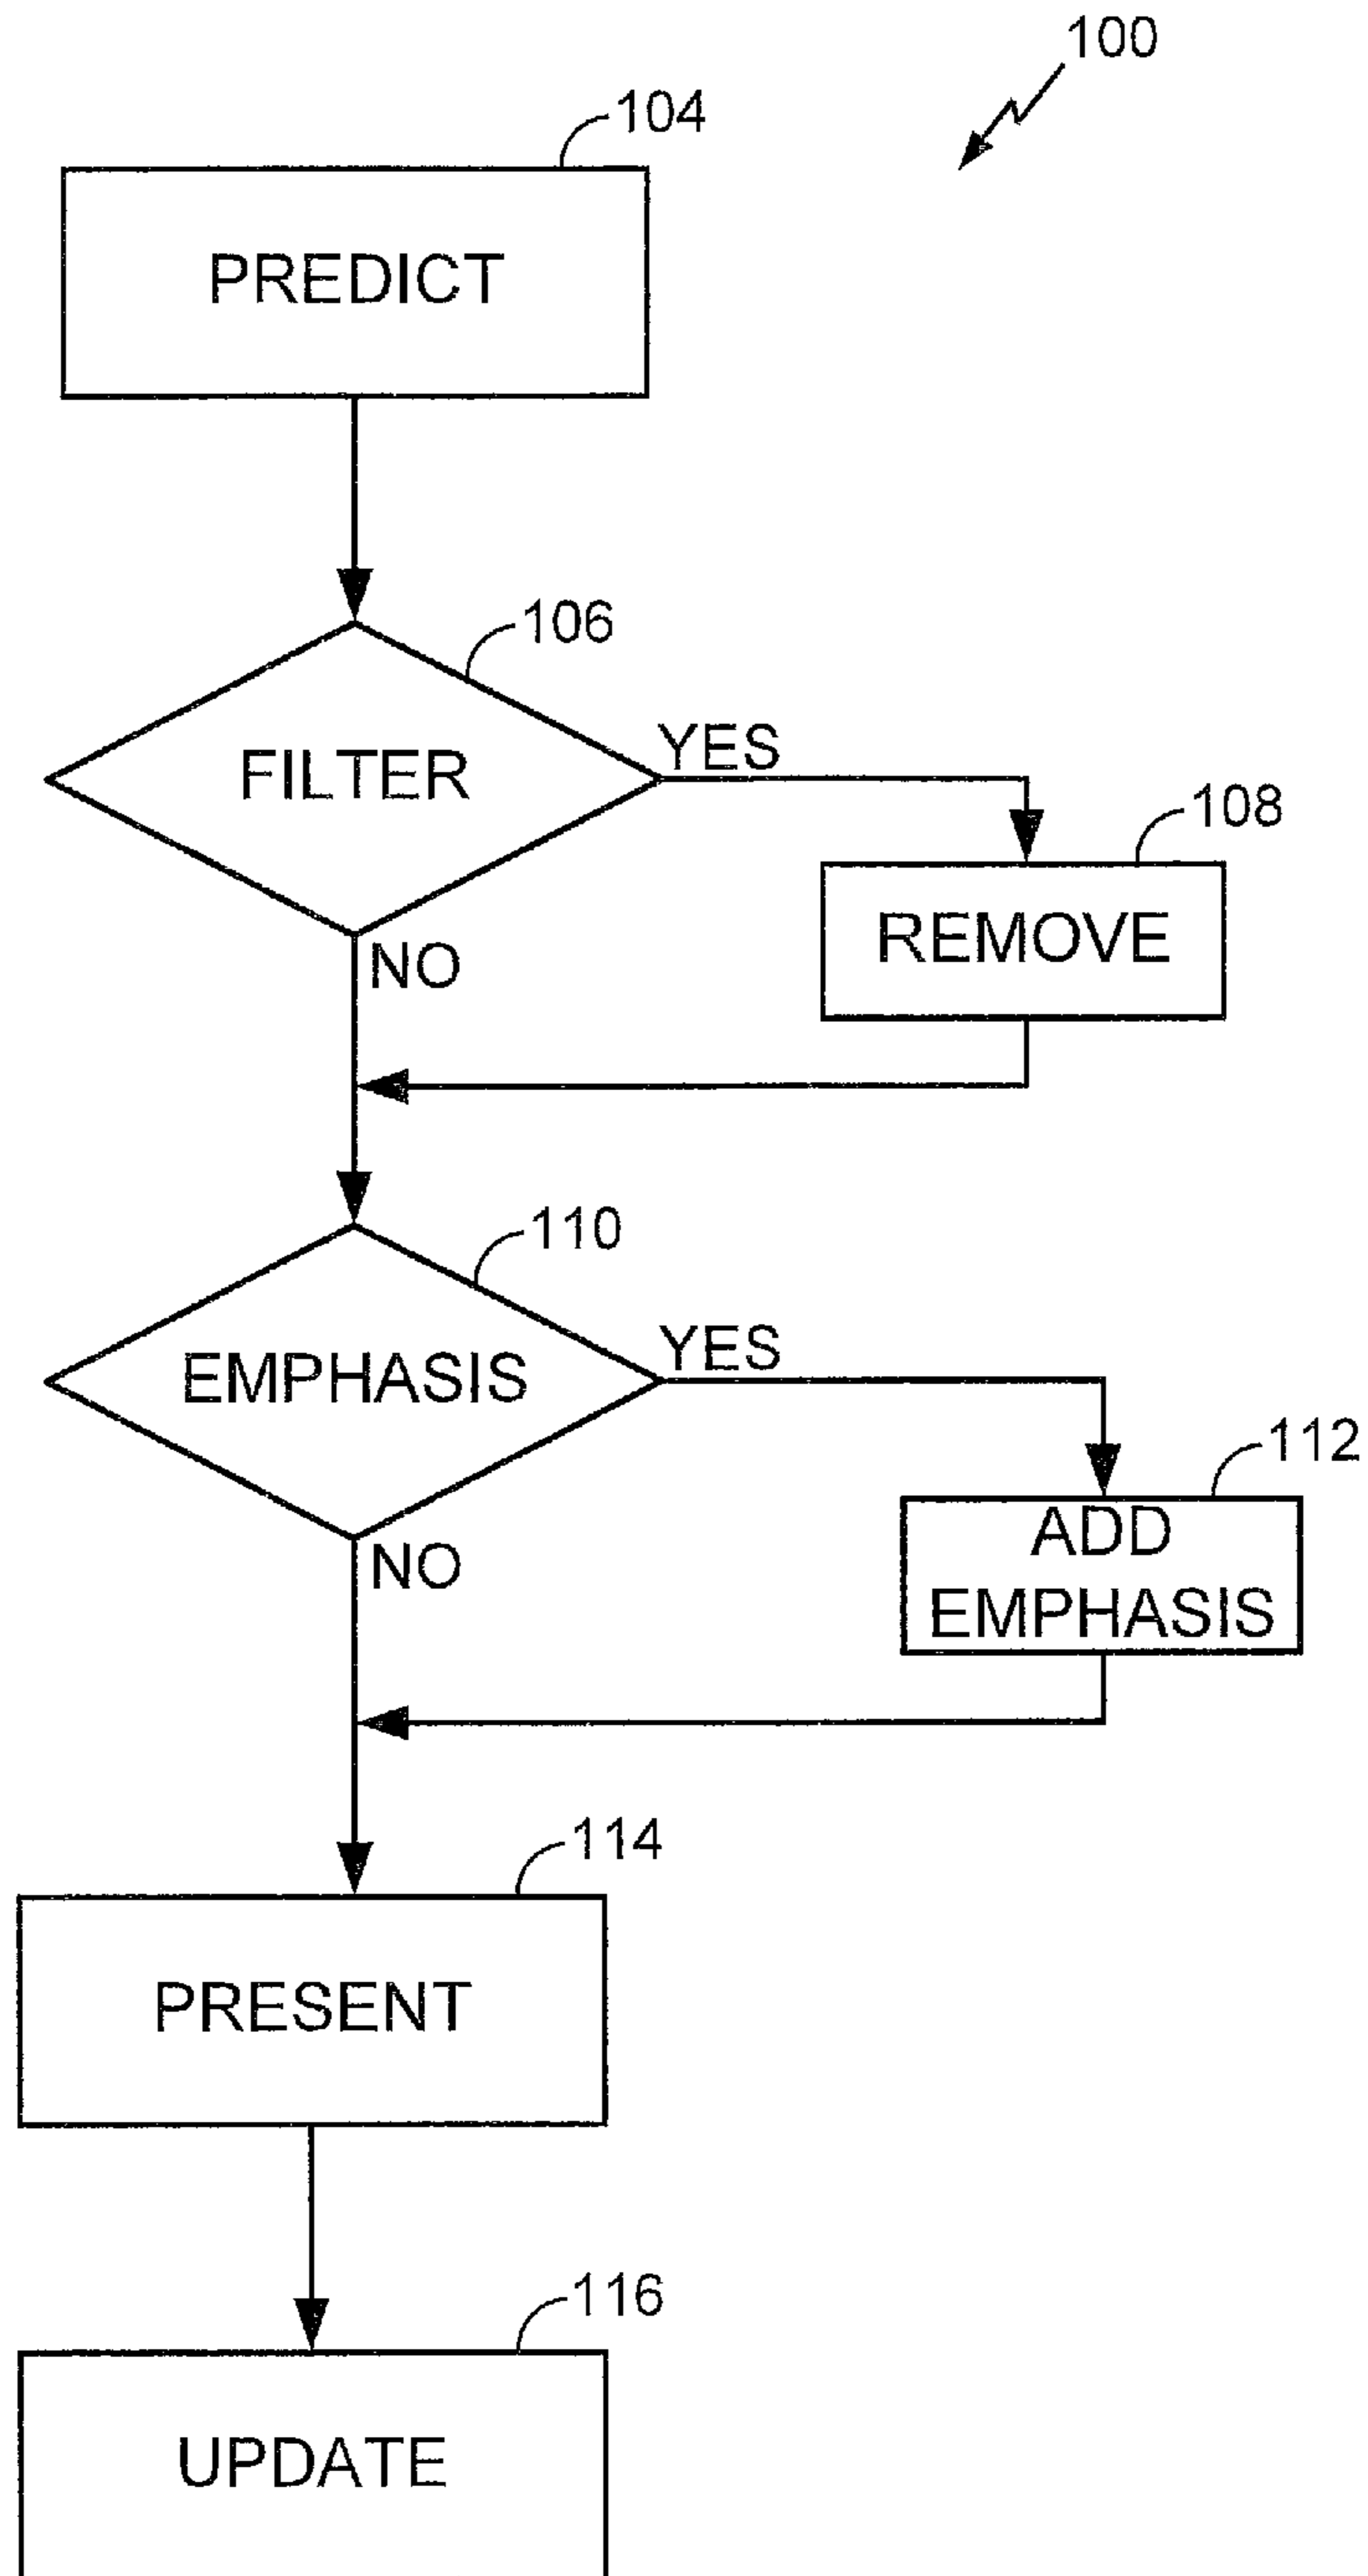 100
104
PREDICT
106
FILTER
YES
108
REMOVE
NO
110
EMPHASIS
YES
112
ADD
EMPHASIS
NO
114
PRESENT
116
UPDATE